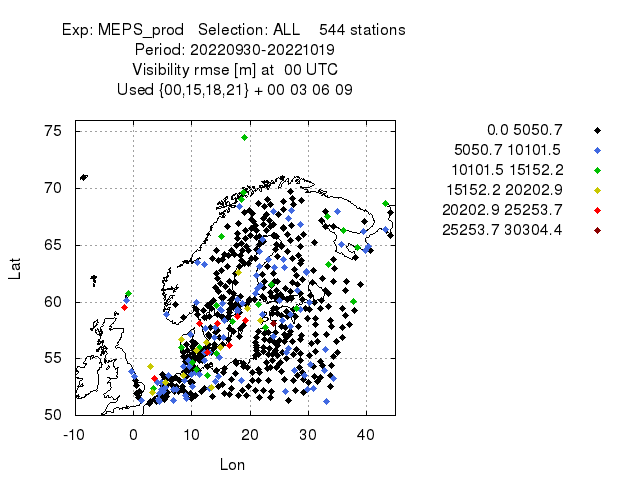 Exp: MEPS_prod   Selection: ALL    544 stations
Period: 20220930-20221019
Visibility rmse [m] at  00 UTC
Used {00,15,18,21} + 00 03 06 09
0.0 5050.7
5050.7 10101.5
10101.5 15152.2
15152.2 20202.9
20202.9 25253.7
25253.7 30304.4
75
70
65
60
55
50
Lat
-10 0 10 20 30 40
Lon